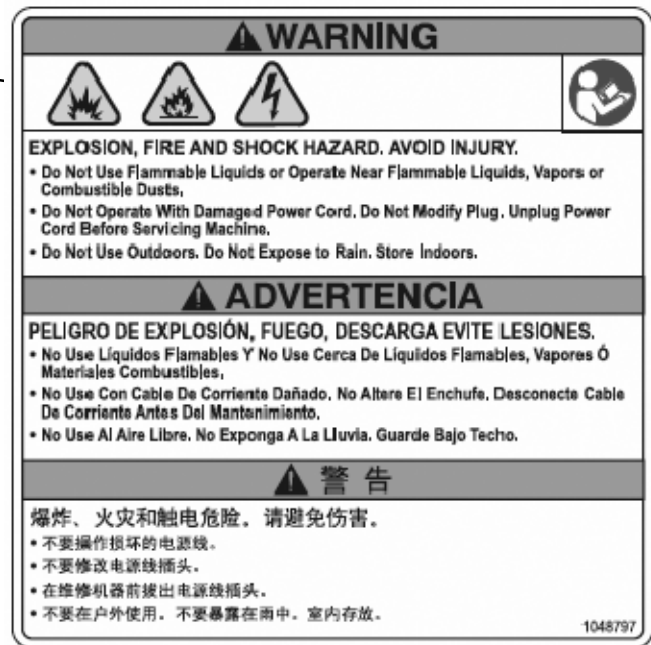 WARNING
EXPLOSION, FIRE AND SHOCK HAZARD. AVOID INJURY.
• Do Not Use Flammable Liquids or Operate Near Flammable Liquids, Vapors or
Combustible Dusts,
• Do Not Operate With Damaged Power Cord. Do Not Modify Plug. Unplug Power
Cord Before Servicing Machine.
• Do Not Use Outdoors. Do Not Expose to Rain. Store Indoors.
ADVERTENCIA
PELIGRO DE EXPLOSIÓN, FUEGO, DESCARGA EVITE LESIONES.
• No Use Líquidos Flamables Y No Use Cerca De Líquidos Flamables, Vapores Ó
Materiales Combustibles,
• No Use Con Cable De Corriente Dañado. No Altere El Enchufe. Desconecte Cable
De Corriente Antes Del Mantenimiento.
• No Use Al Aire Libre. No Exponga A La Lluvia. Guarde Bajo Techo.
警告
爆炸、火灾和触电危险。请避免伤害。
• 不要操作损坏的电源线。
• 不要修改电源线插头。
• 在维修机器前拔出电源线插头。
• 不要在户外使用。不要暴露在雨中。室内存放。
1048797